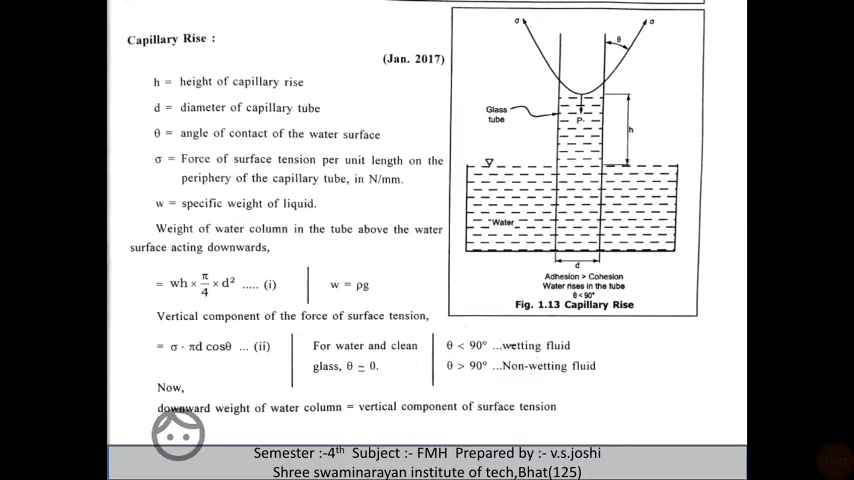 Capillary Rise :
(Jan. 2017)
h = height of capillary rise
d = diameter of capillary tube
θ = angle of contact of the water surface
σ = Force of surface tension per unit length on the
periphery of the capillary tube, in N/mm.
w = specific weight of liquid.
Weight of water column in the tube above the water
surface acting downwards,
= wh × π/4 × d² ..... (i) w = ρg
Vertical component of the force of surface tension,
= σ · πd cosθ ... (ii)
For water and clean
glass, θ ≃ 0.
θ < 90° ...wetting fluid
θ > 90° ...Non-wetting fluid
Now,
downward weight of water column = vertical component of surface tension
σ σ
θ
Glass
tube
P
h
Water
d
Adhesion > Cohesion
Water rises in the tube
θ < 90°
Fig. 1.13 Capillary Rise
Semester :-4th Subject :- FMH Prepared by :- v.s.joshi
Shree swaminarayan institute of tech,Bhat(125)